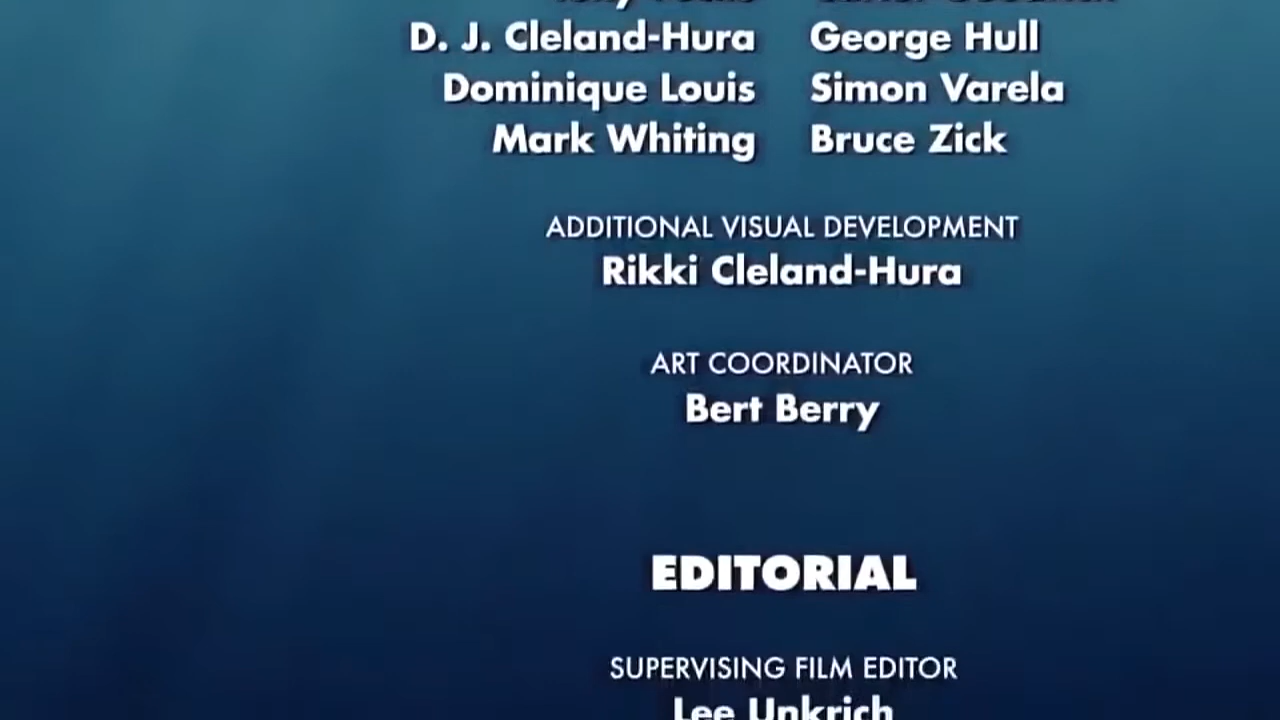 D. J. Cleland-Hura George Hull
Dominique Louis Simon Varela
Mark Whiting Bruce Zick
ADDITIONAL VISUAL DEVELOPMENT
Rikki Cleland-Hura
ART COORDINATOR
Bert Berry
EDITORIAL
SUPERVISING FILM EDITOR
Lee Unkrich